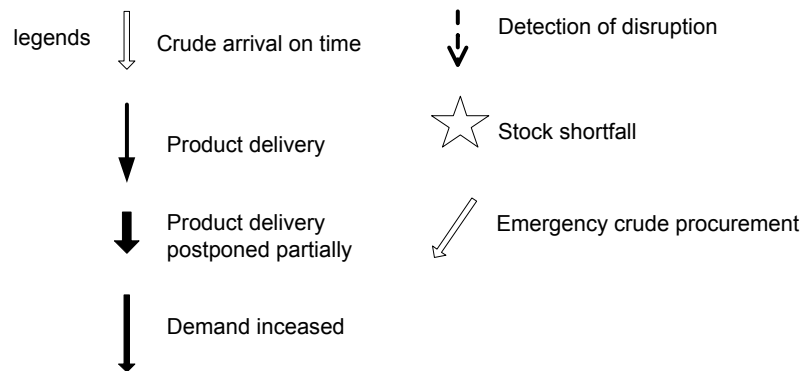 legends
Crude arrival on time
Product delivery
Product delivery
postponed partially
Demand inceased
Detection of disruption
Stock shortfall
Emergency crude procurement